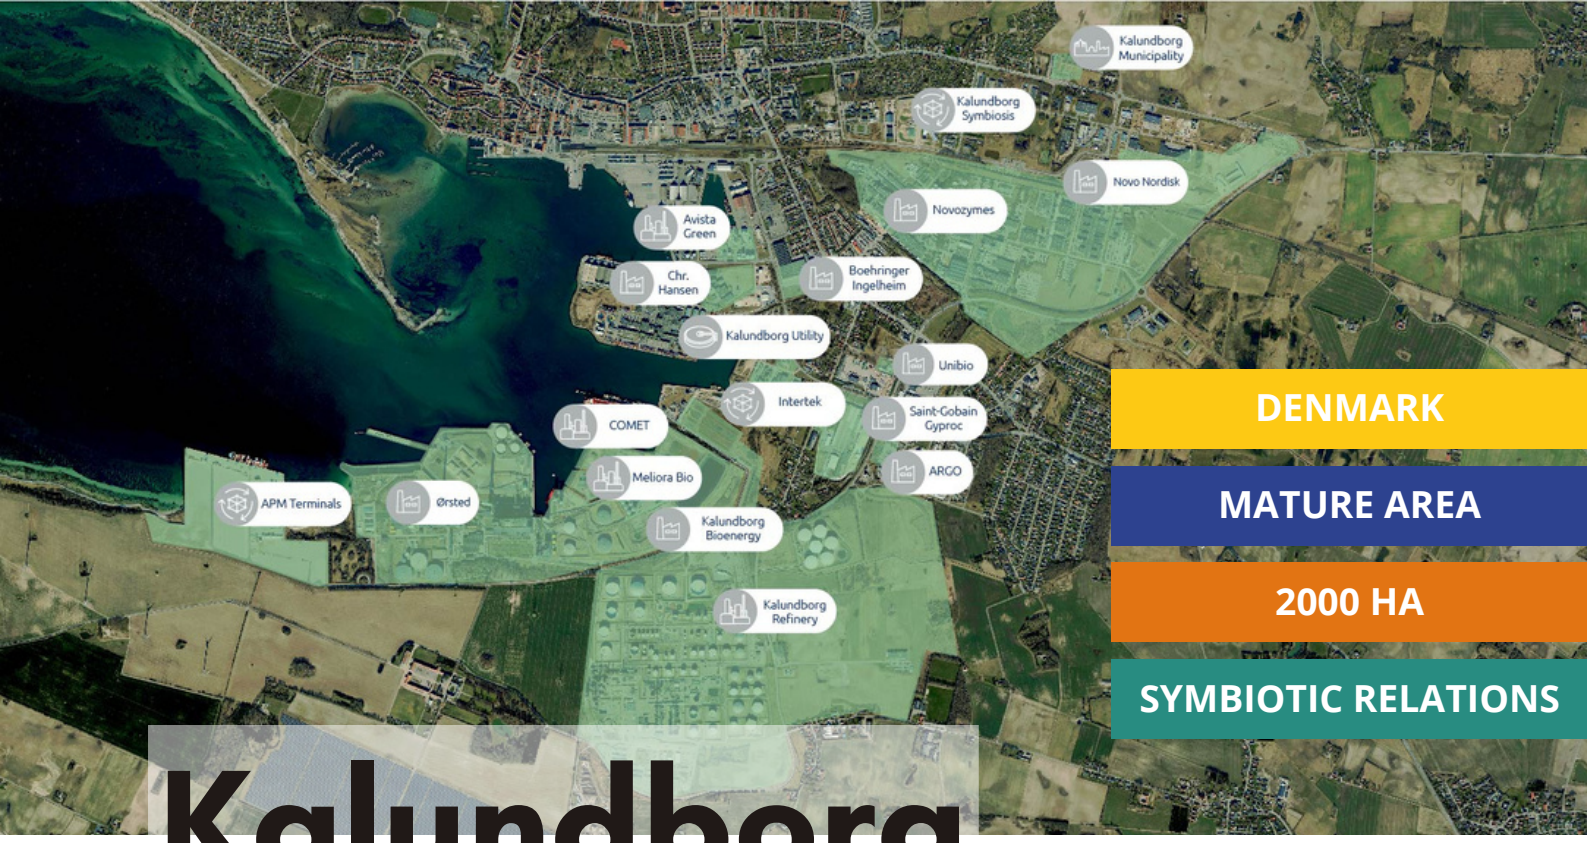 Kalundborg
Municipality
Kalundborg
Symbiosis
Novo Nordisk
Novozymes
Avista
Green
Chr.
Hansen
Boehringer
Ingelheim
Kalundborg Utility
Unibio
Intertek
Saint-Gobain
Gyproc
COMET
ARGO
Meliora Bio
APM Terminals
Ørsted
Kalundborg
Bioenergy
Kalundborg
Refinery
DENMARK
MATURE AREA
2000 HA
SYMBIOTIC RELATIONS
Kalundborg